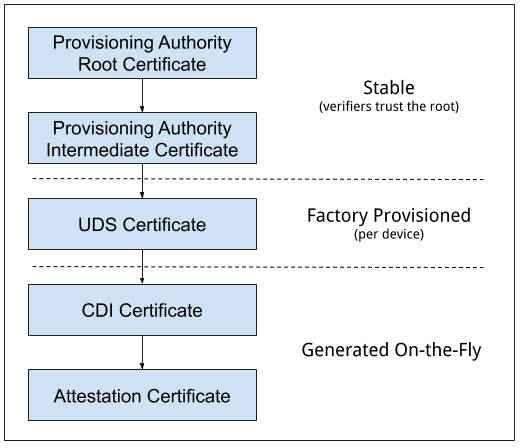 Provisioning Authority
Root Certificate
Stable
(verifiers trust the root)
Provisioning Authority
Intermediate Certificate
UDS Certificate
Factory Provisioned
(per device)
CDI Certificate
Generated On-the-Fly
Attestation Certificate